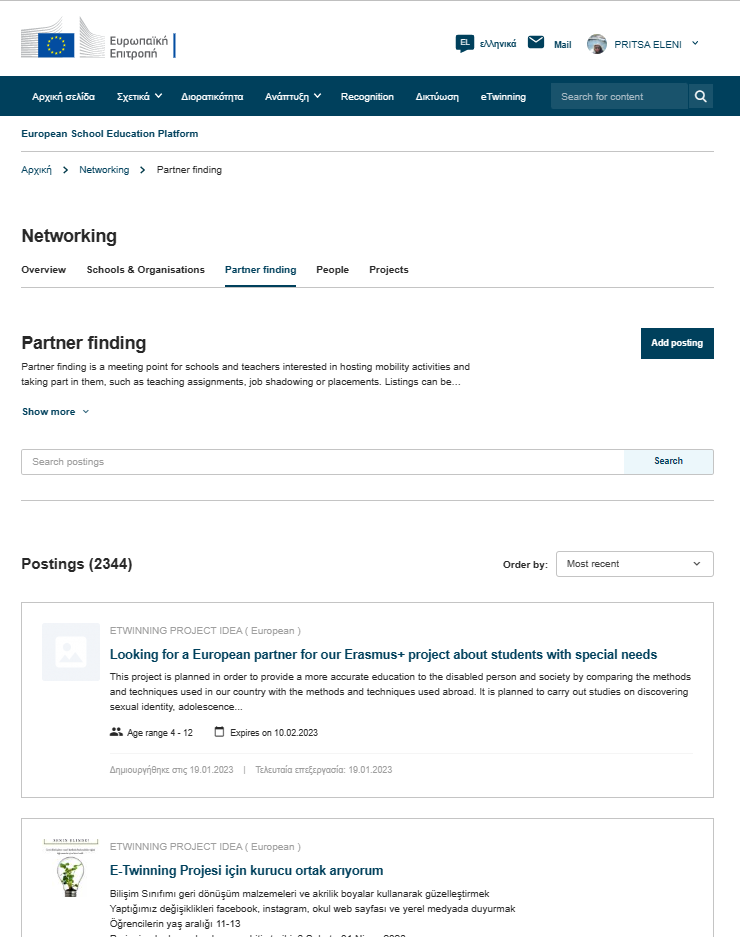 Ευρωπαϊκή
Επιτροπή
EL ελληνικά Mail PRITSA ELENI
Αρχική σελίδα Σχετικά Διορατικότητα Ανάπτυξη Recognition Δικτύωση eTwinning Search for content
European School Education Platform
Αρχική Networking Partner finding
Networking
Overview Schools & Organisations Partner finding People Projects
Partner finding
Add posting
Partner finding is a meeting point for schools and teachers interested in hosting mobility activities and
taking part in them, such as teaching assignments, job shadowing or placements. Listings can be...
Show more
Search postings Search
Postings (2344)
Order by: Most recent
ETWINNING PROJECT IDEA ( European )
Looking for a European partner for our Erasmus+ project about students with special needs
This project is planned in order to provide a more accurate education to the disabled person and society by comparing the methods
and techniques used in our country with the methods and techniques used abroad. It is planned to carry out studies on discovering
sexual identity, adolescence...
Age range 4 - 12 Expires on 10.02.2023
Δημιουργήθηκε στις 19.01.2023 | Τελευταία επεξεργασία: 19.01.2023
SENIN ELINDE!
ETWINNING PROJECT IDEA ( European )
E-Twinning Projesi için kurucu ortak arıyorum
Bilişim Sınıfımı geri dönüşüm malzemeleri ve akrilik boyalar kullanarak güzelleştirmek
Yaptığımız değişiklikleri facebook, instagram, okul web sayfası ve yerel medyada duyurmak
Öğrencilerin yaş aralığı 11-13